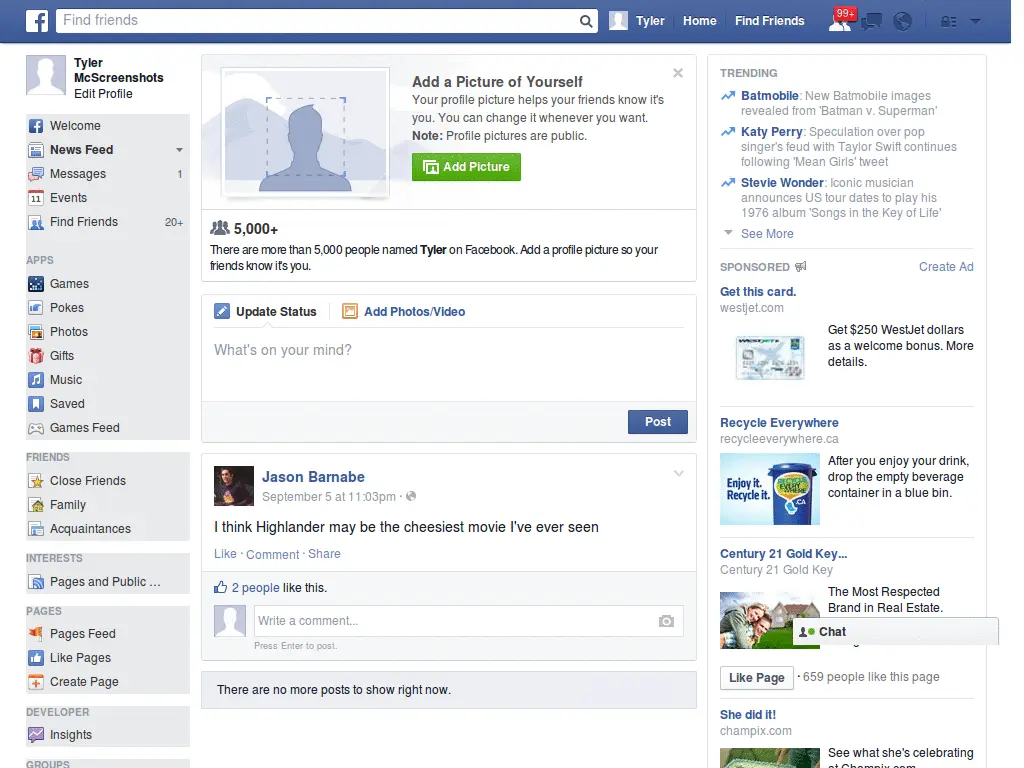 f
Find friends
Tyler
Home
Find Friends
99+
Tyler
McScreenshots
Edit Profile
Welcome
News Feed
Messages 1
11 Events
Find Friends 20+
APPS
Games
Pokes
Photos
Gifts
Music
Saved
Games Feed
FRIENDS
Close Friends
Family
Acquaintances
INTERESTS
Pages and Public ...
PAGES
Pages Feed
Like Pages
Create Page
DEVELOPER
Insights
GROUPS
Add a Picture of Yourself
Your profile picture helps your friends know it's
you. You can change it whenever you want.
Note: Profile pictures are public.
Add Picture
5,000+
There are more than 5,000 people named Tyler on Facebook. Add a profile picture so your
friends know it's you.
Update Status
Add Photos/Video
What's on your mind?
Post
Jason Barnabe
September 5 at 11:03pm ·
I think Highlander may be the cheesiest movie I've ever seen
Like · Comment · Share
2 people like this.
Write a comment...
Press Enter to post.
There are no more posts to show right now.
TRENDING
Batmobile: New Batmobile images
revealed from 'Batman v. Superman'
Katy Perry: Speculation over pop
singer's feud with Taylor Swift continues
following 'Mean Girls' tweet
Stevie Wonder: Iconic musician
announces US tour dates to play his
1976 album 'Songs in the Key of Life'
See More
SPONSORED
Create Ad
Get this card.
westjet.com
WESTJET
Get $250 WestJet dollars
as a welcome bonus. More
details.
Recycle Everywhere
recycleeverywhere.ca
Enjoy it.
Recycle it.
RECYCLE
EVERYWHERE
.CA
After you enjoy your drink,
drop the empty beverage
container in a blue bin.
Century 21 Gold Key...
Century 21 Gold Key
The Most Respected
Brand in Real Estate.
Chat
Like Page · 659 people like this page
She did it!
champix.com
See what she's celebrating
at Champix.com